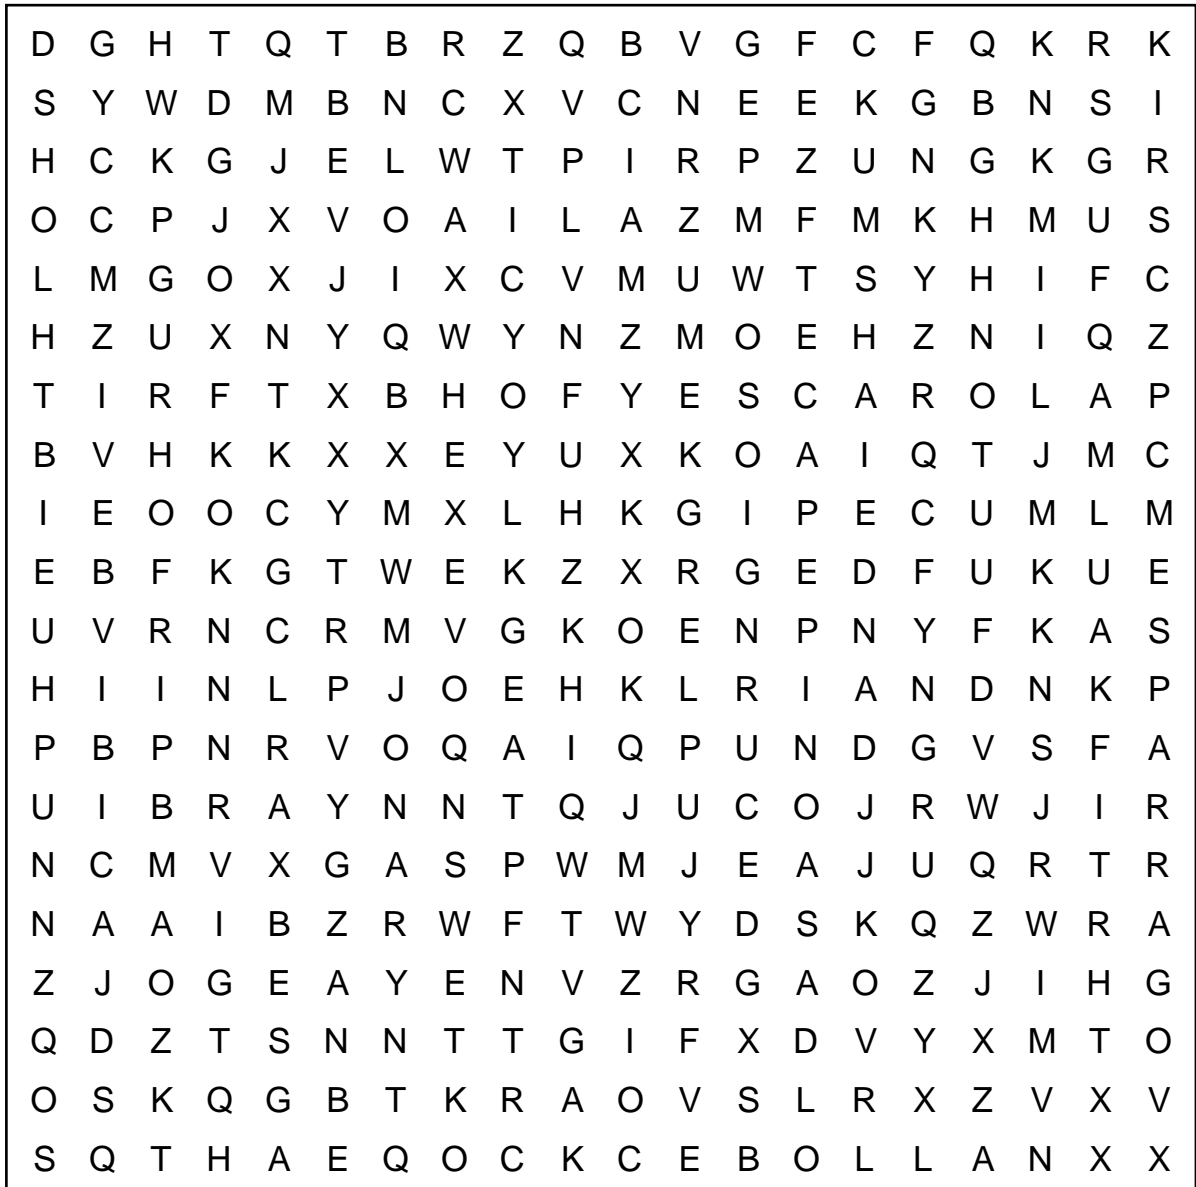 D G H T Q T B R Z Q B V G F C F Q K R K
S Y W D M B N C X V C N E E K G B N S I
H C K G J E L W T P I R P Z U N G K G R
O C P J X V O A I L A Z M F M K H M U S
L M G O X J I X C V M U W T S Y H I F C
H Z U X N Y Q W Y N Z M O E H Z N I Q Z
T I R F T X B H O F Y E S C A R O L A P
B V H K K X X E Y U X K O A I Q T J M C
I E O O C Y M X L H K G I P E C U M L M
E B F K G T W E K Z X R G E D F U K U E
U V R N C R M V G K O E N P N Y F K A S
H I I N L P J O E H K L R I A N D N K P
P B P N R V O Q A I Q P U N D G V S F A
U I B R A Y N N T Q J U C O J R W J I R
N C M V X G A S P W M J E A J U Q R T R
N A A I B Z R W F T W Y D S K Q Z W R A
Z J O G E A Y E N V Z R G A O Z J I H G
Q D Z T S N N T T G I F X D V Y X M T O
O S K Q G B T K R A O V S L R X Z V X V
S Q T H A E Q O C K C E B O L L A N X X